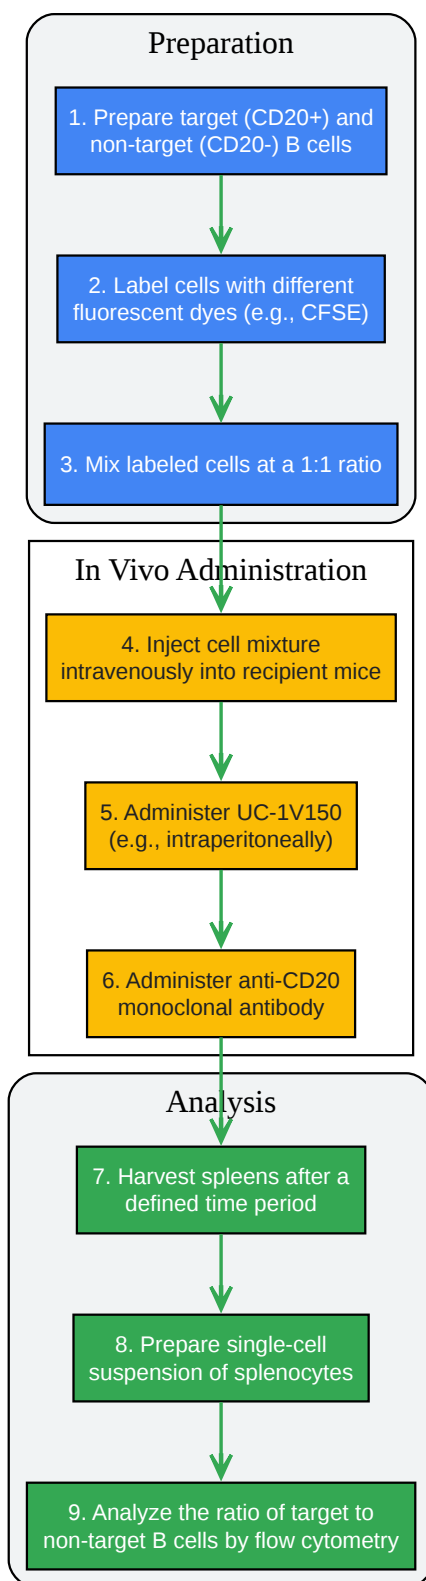 Preparation
1. Prepare target (CD20+) and
non-target (CD20-) B cells
2. Label cells with different
fluorescent dyes (e.g., CFSE)
3. Mix labeled cells at a 1:1 ratio
In Vivo Administration
4. Inject cell mixture
intravenously into recipient mice
5. Administer UC-1V150
(e.g., intraperitoneally)
6. Administer anti-CD20
monoclonal antibody
Analysis
7. Harvest spleens after a
defined time period
8. Prepare single-cell
suspension of splenocytes
9. Analyze the ratio of target to
non-target B cells by flow cytometry